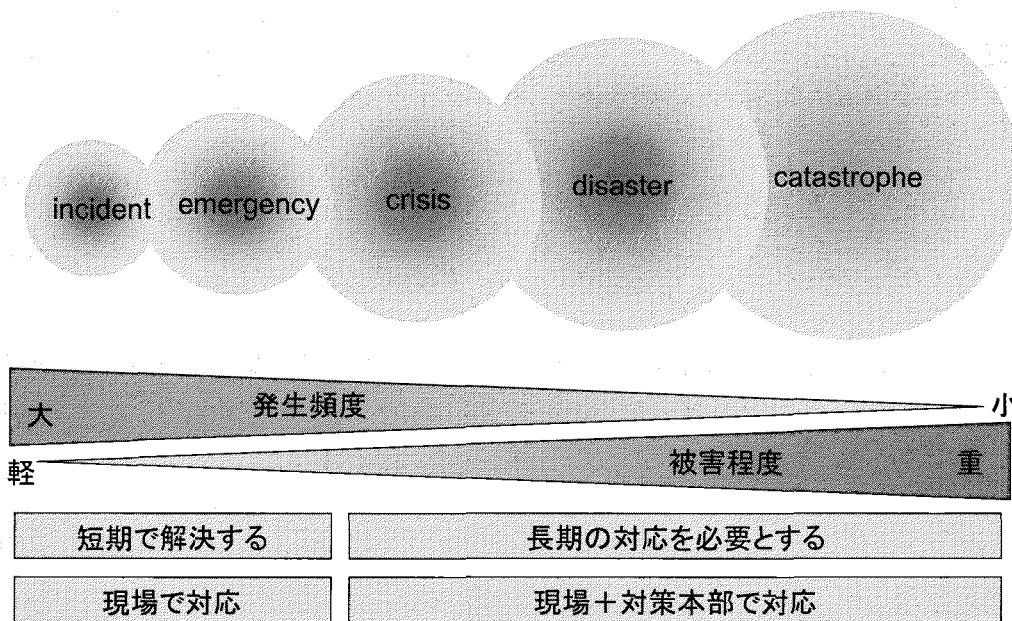 incident
emergency
crisis
disaster
catastrophe
大 発生頻度 小
軽 被害程度 重
短期で解決する
長期の対応を必要とする
現場で対応
現場＋対策本部で対応